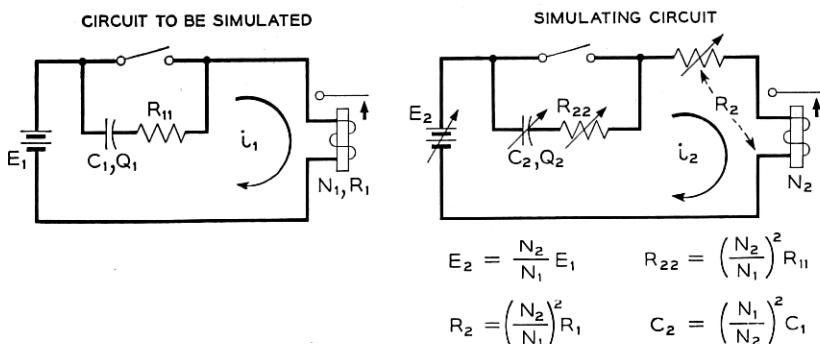 CIRCUIT TO BE SIMULATED
E₁
C₁,Q₁
R₁₁
i₁
N₁,R₁
SIMULATING CIRCUIT
E₂
C₂,Q₂
R₂₂
R₂
i₂
N₂
E₂ = N₂/N₁ E₁
R₂₂ = (N₂/N₁)² R₁₁
R₂ = (N₂/N₁)² R₁
C₂ = (N₁/N₂)² C₁